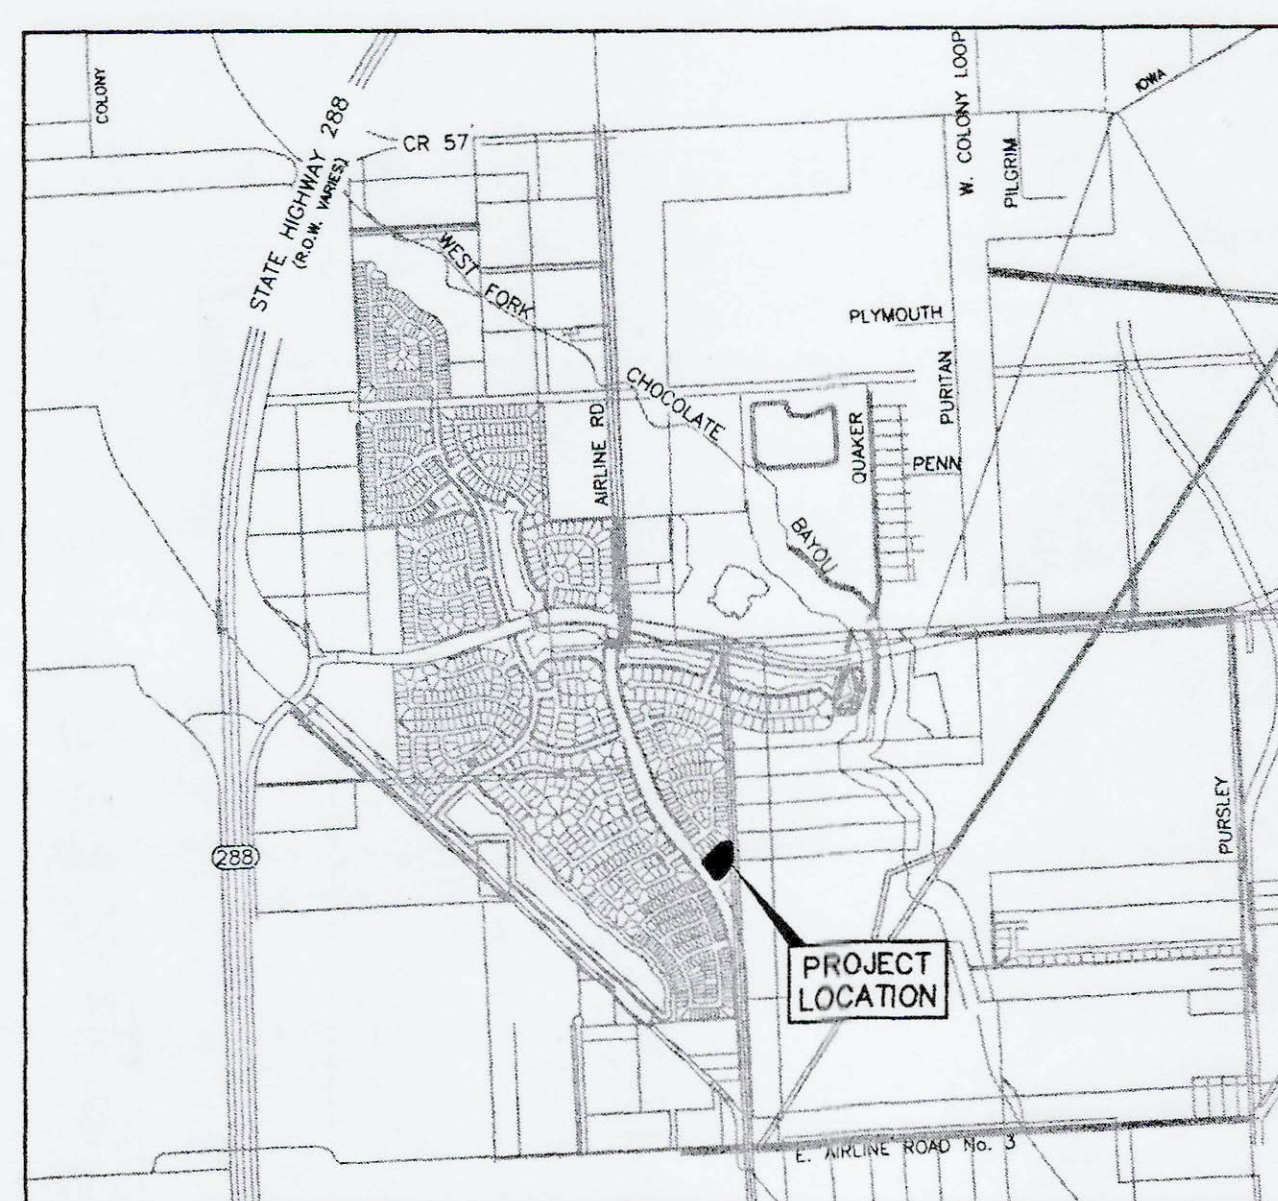 COLONY
STATE HIGHWAY 288
(R.O.W. VARIES)
CR 57
W. COLONY LOOP
IOWA
PILGRIM
WEST
FORK
PLYMOUTH
CHOCOLATE
PURITAN
AIRLINE RD
QUAKER
PENN
BAYOU
PURSLEY
288
PROJECT
LOCATION
E. AIRLINE ROAD No. 3